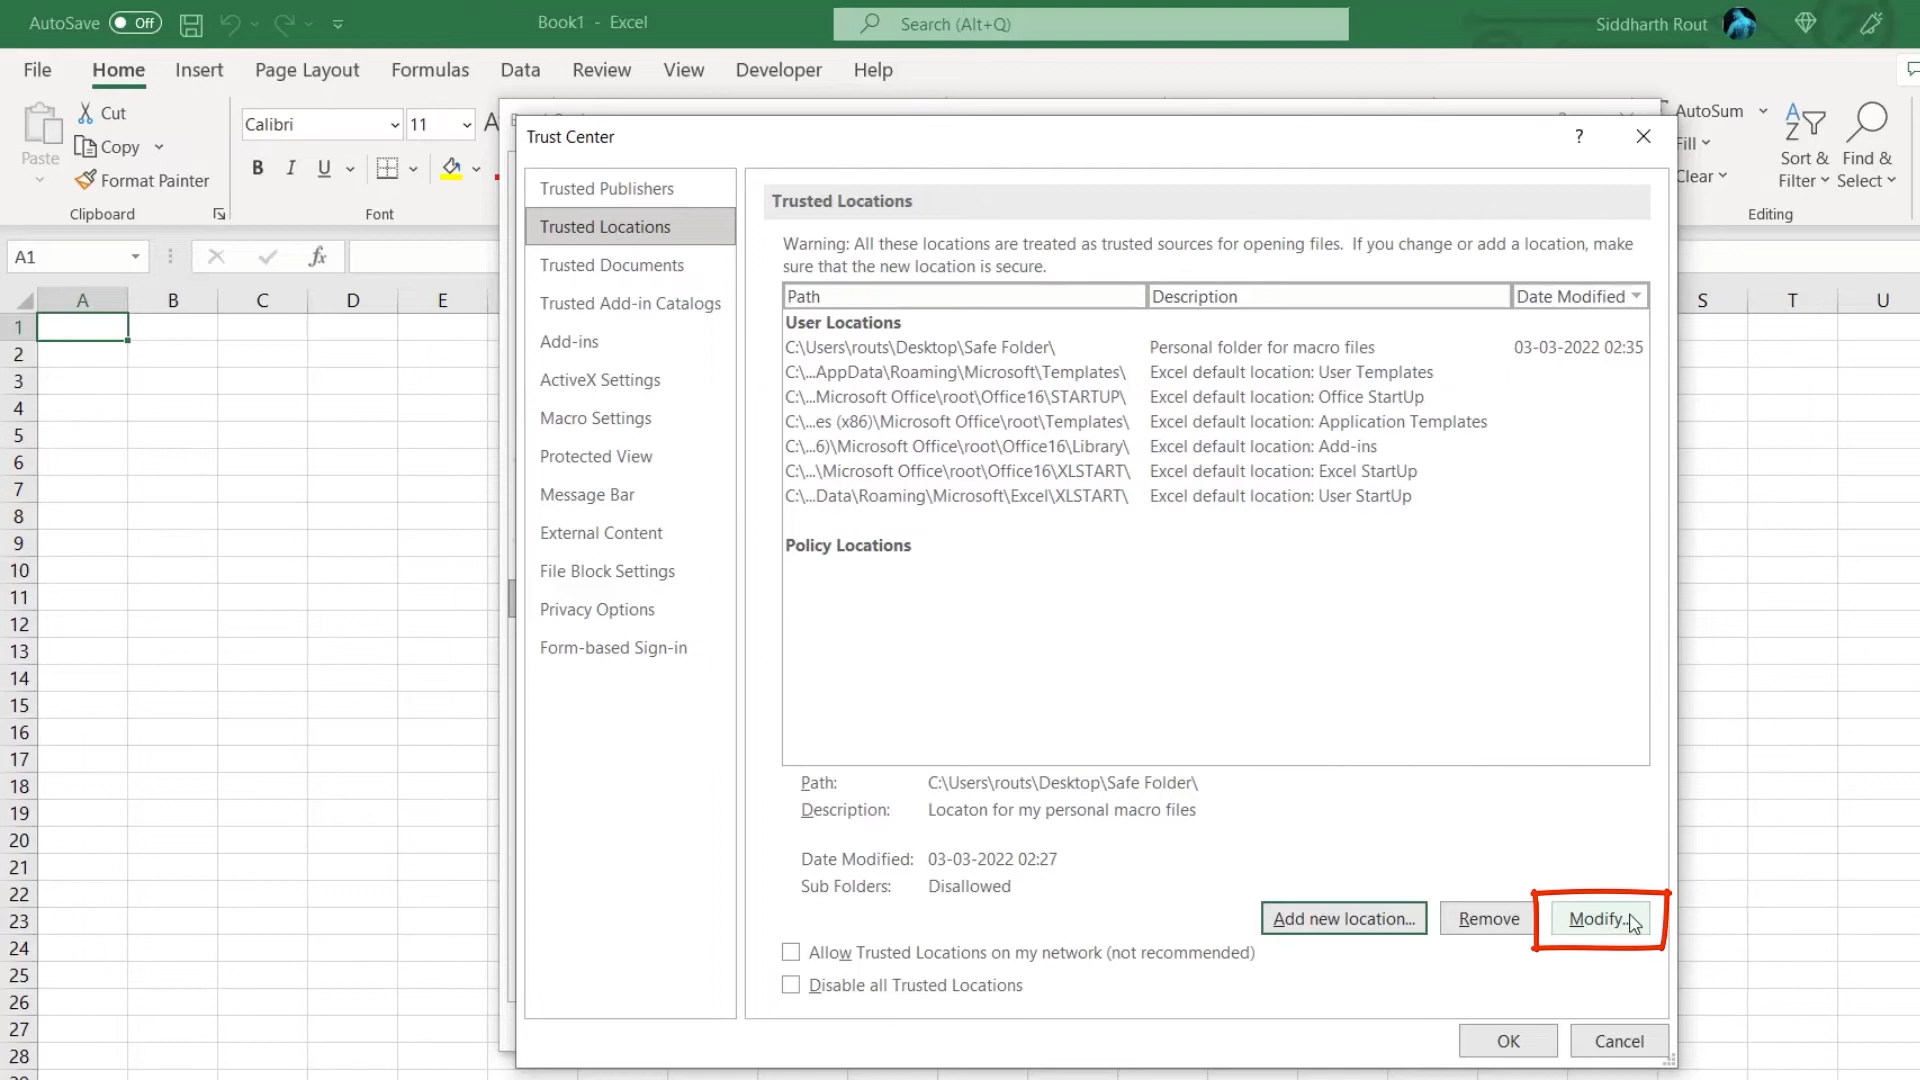 AutoSave Off Book1 - Excel Search (Alt+Q) Siddharth Rout
File Home Insert Page Layout Formulas Data Review View Developer Help
Paste
Cut
Copy
Format Painter
Clipboard
Calibri 11 A
B I U
Font
AutoSum
Fill
Clear
Sort &
Filter
Find &
Select
Editing
A1 fx
A B C D E S T U
1
2
3
4
5
6
7
8
9
10
11
12
13
14
15
16
17
18
19
20
21
22
23
24
25
26
27
28
Trust Center ?
Trusted Publishers
Trusted Locations
Trusted Documents
Trusted Add-in Catalogs
Add-ins
ActiveX Settings
Macro Settings
Protected View
Message Bar
External Content
File Block Settings
Privacy Options
Form-based Sign-in
Trusted Locations
Warning: All these locations are treated as trusted sources for opening files. If you change or add a location, make
sure that the new location is secure.
Path Description Date Modified
User Locations
C:\Users\routs\Desktop\Safe Folder\ Personal folder for macro files 03-03-2022 02:35
C:\...AppData\Roaming\Microsoft\Templates\ Excel default location: User Templates
C:\...Microsoft Office\root\Office16\STARTUP\ Excel default location: Office StartUp
C:\...es (x86)\Microsoft Office\root\Templates\ Excel default location: Application Templates
C:\...6)\Microsoft Office\root\Office16\Library\ Excel default location: Add-ins
C:\...\Microsoft Office\root\Office16\XLSTART\ Excel default location: Excel StartUp
C:\...Data\Roaming\Microsoft\Excel\XLSTART\ Excel default location: User StartUp
Policy Locations
Path: C:\Users\routs\Desktop\Safe Folder\
Description: Locaton for my personal macro files
Date Modified: 03-03-2022 02:27
Sub Folders: Disallowed
Add new location... Remove Modify...
Allow Trusted Locations on my network (not recommended)
Disable all Trusted Locations
OK Cancel